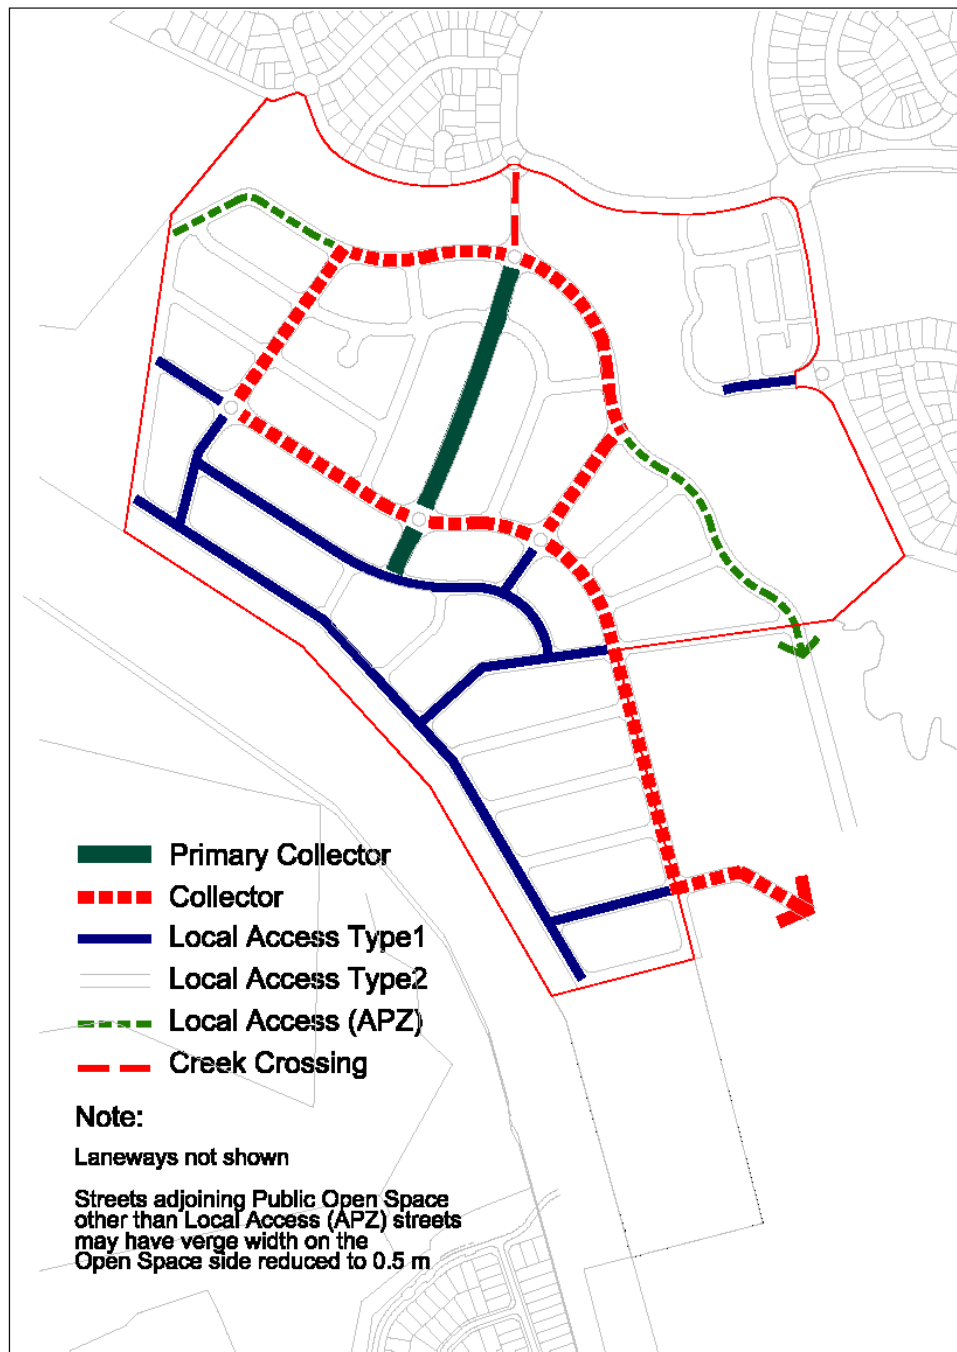 Primary Collector
Collector
Local Access Type1
Local Access Type2
Local Access (APZ)
Creek Crossing
Note:
Laneways not shown
Streets adjoining Public Open Space
other than Local Access (APZ) streets
may have verge width on the
Open Space side reduced to 0.5 m